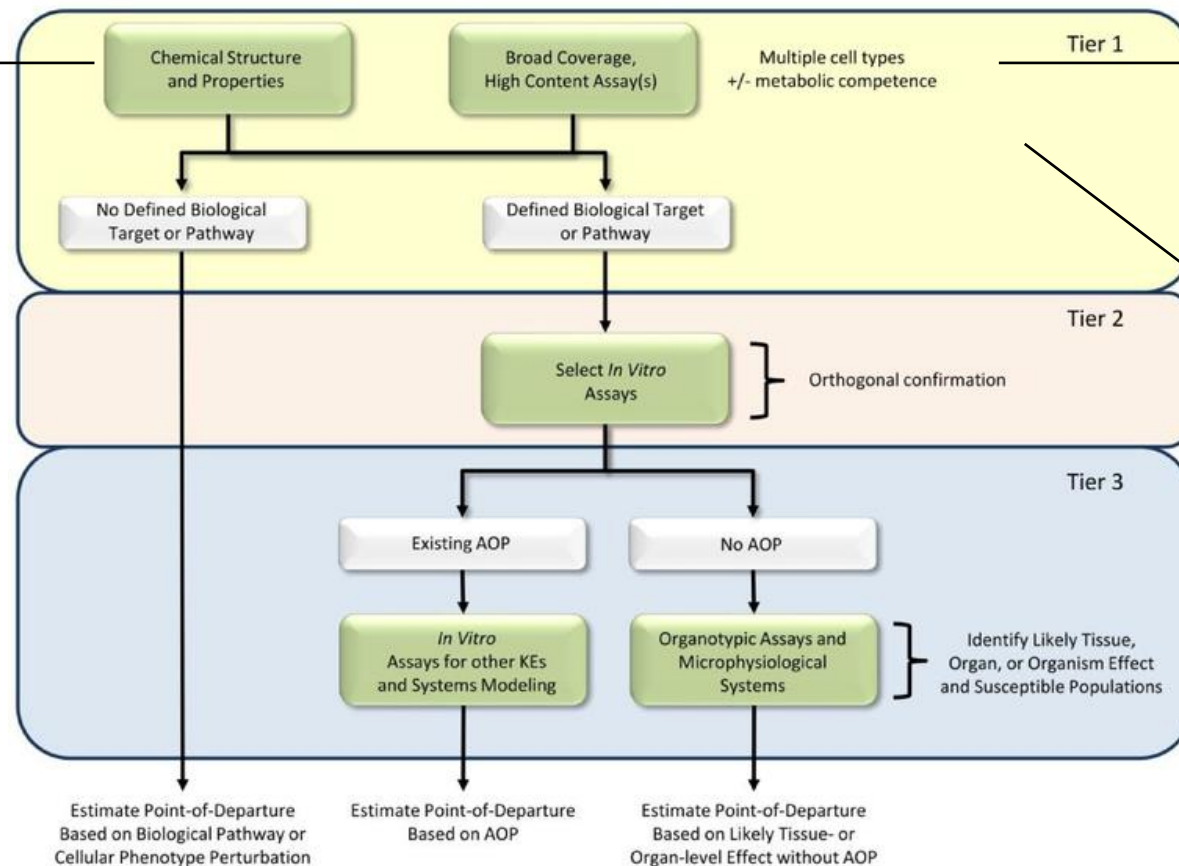 Tier 1
Chemical Structure
and Properties
Broad Coverage,
High Content Assay(s)
Multiple cell types
+/- metabolic competence
No Defined Biological
Target or Pathway
Defined Biological Target
or Pathway
Tier 2
Select In Vitro
Assays
Orthogonal confirmation
Tier 3
Existing AOP
No AOP
In Vitro
Assays for other KEs
and Systems Modeling
Organotypic Assays and
Microphysiological
Systems
Identify Likely Tissue,
Organ, or Organism Effect
and Susceptible Populations
Estimate Point-of-Departure
Based on Biological Pathway or
Cellular Phenotype Perturbation
Estimate Point-of-Departure
Based on AOP
Estimate Point-of-Departure
Based on Likely Tissue- or
Organ-level Effect without AOP